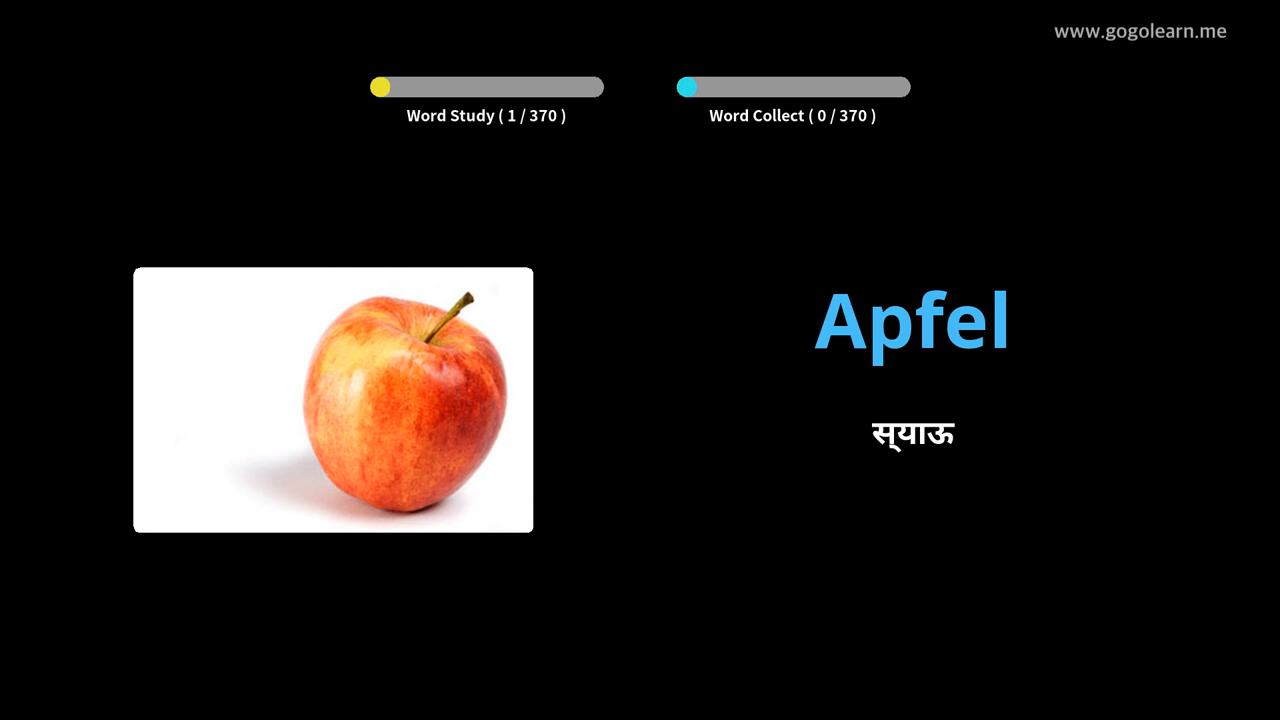 www.gogolearn.me
Word Study ( 1 / 370 )
Word Collect ( 0 / 370 )
Apfel
स्याऊ